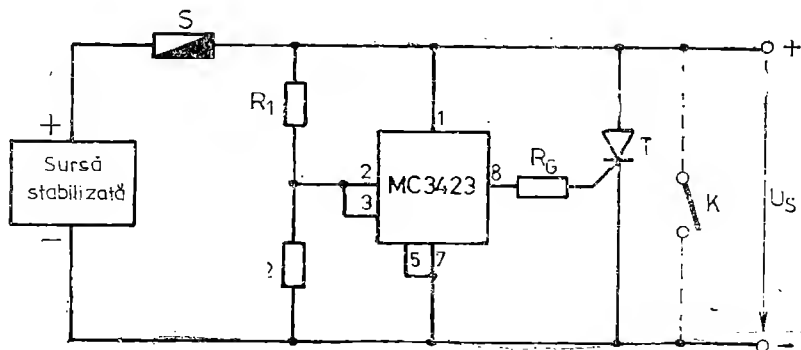 S
+
R1
1
+
Sursă
stabilizată
−
2
3
MC3423
8
RG
T
K
US
5
7
−